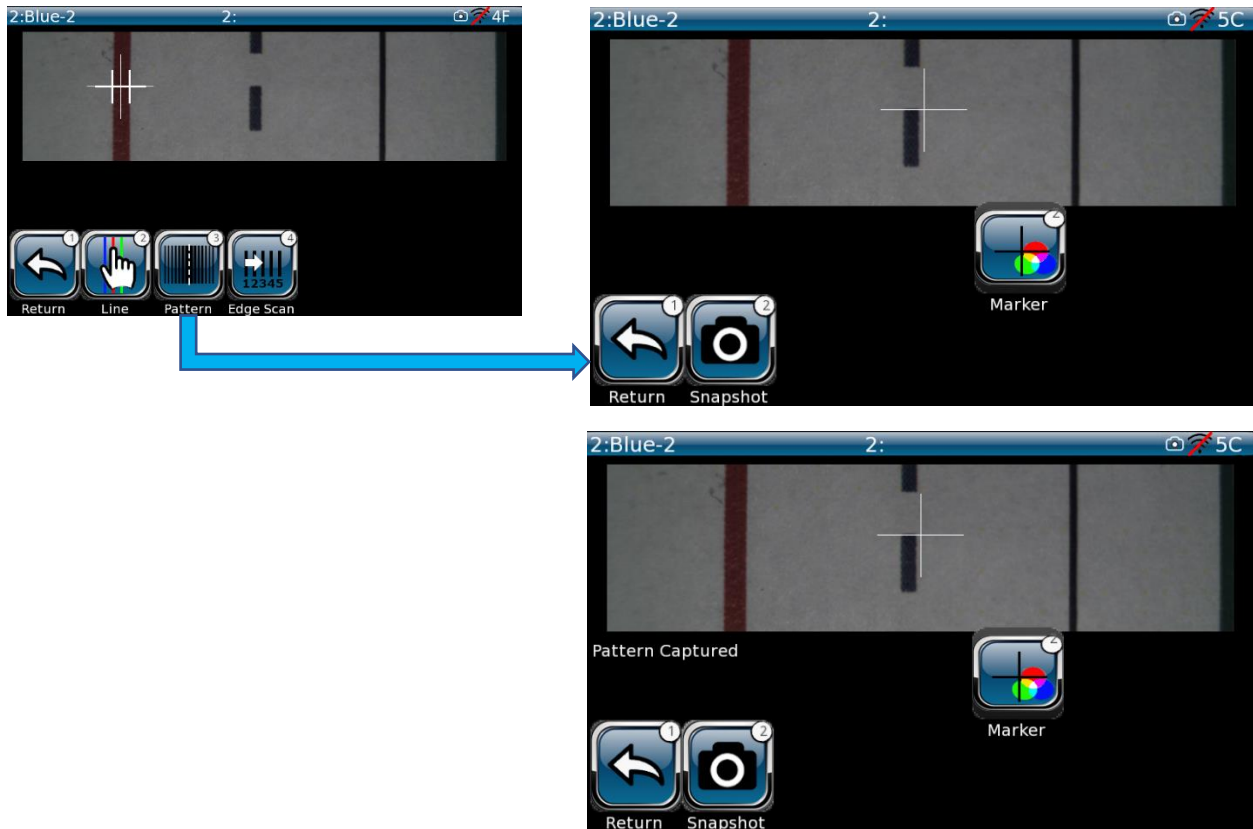 2:Blue-2 2: 4F
1 2 3 4
12345
Return Line Pattern Edge Scan
2:Blue-2 2: 5C
2
Marker
1 2
Return Snapshot
2:Blue-2 2: 5C
Pattern Captured
2
Marker
1 2
Return Snapshot